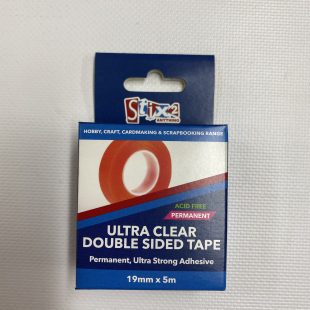 Stix2
ANYTHING
HOBBY, CRAFT, CARDMAKING & SCRAPBOOKING RANGE
ACID FREE
PERMANENT
ULTRA CLEAR
DOUBLE SIDED TAPE
Permanent, Ultra Strong Adhesive
19mm x 5m